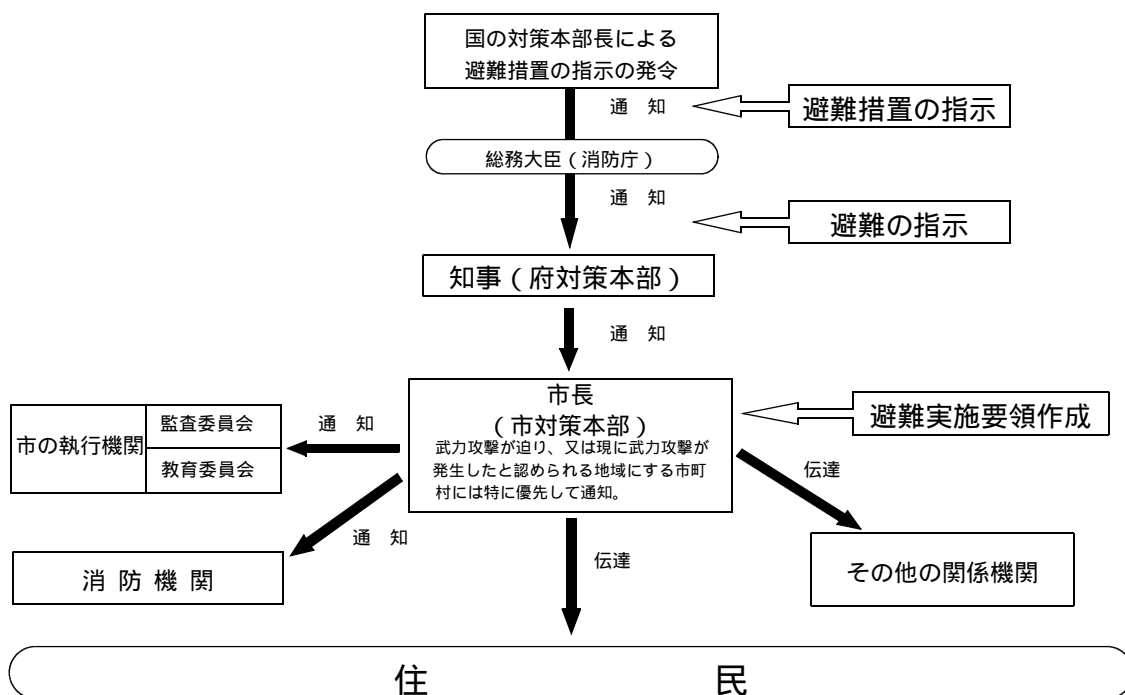 国の対策本部長による
避難措置の指示の発令
通　知
避難措置の指示
総務大臣（消防庁）
通　知
避難の指示
知事（府対策本部）
通　知
市長
（市対策本部）
武力攻撃が迫り、又は現に武力攻撃が
発生したと認められる地域にする市町
村には特に優先して通知。
避難実施要領作成
市の執行機関
監査委員会
教育委員会
通　知
伝達
通　知
消 防 機 関
伝達
その他の関係機関
住　民